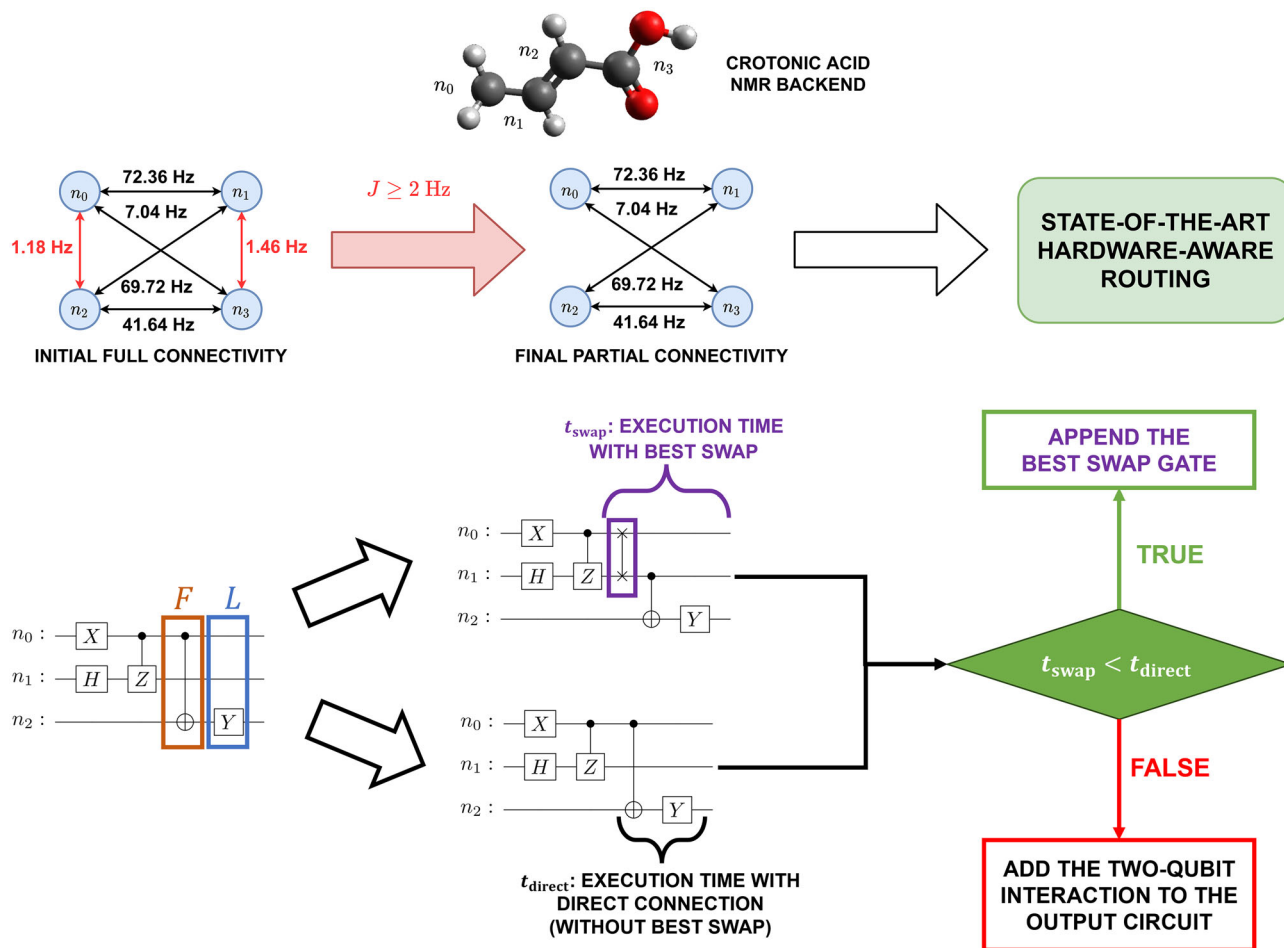 n₂
n₀
n₃
n₁
CROTONIC ACID
NMR BACKEND
72.36 Hz
n₀
n₁
7.04 Hz
1.18 Hz
1.46 Hz
69.72 Hz
n₂
n₃
41.64 Hz
INITIAL FULL CONNECTIVITY
J ≥ 2 Hz
72.36 Hz
n₀
n₁
7.04 Hz
69.72 Hz
n₂
n₃
41.64 Hz
FINAL PARTIAL CONNECTIVITY
STATE-OF-THE-ART
HARDWARE-AWARE
ROUTING
F
L
n₀ : X
n₁ : H Z
n₂ : Y
t_swap: EXECUTION TIME
WITH BEST SWAP
n₀ : X
n₁ : H Z
n₂ : Y
n₀ : X
n₁ : H Z
n₂ : Y
t_direct: EXECUTION TIME WITH
DIRECT CONNECTION
(WITHOUT BEST SWAP)
APPEND THE
BEST SWAP GATE
TRUE
t_swap < t_direct
FALSE
ADD THE TWO-QUBIT
INTERACTION TO THE
OUTPUT CIRCUIT